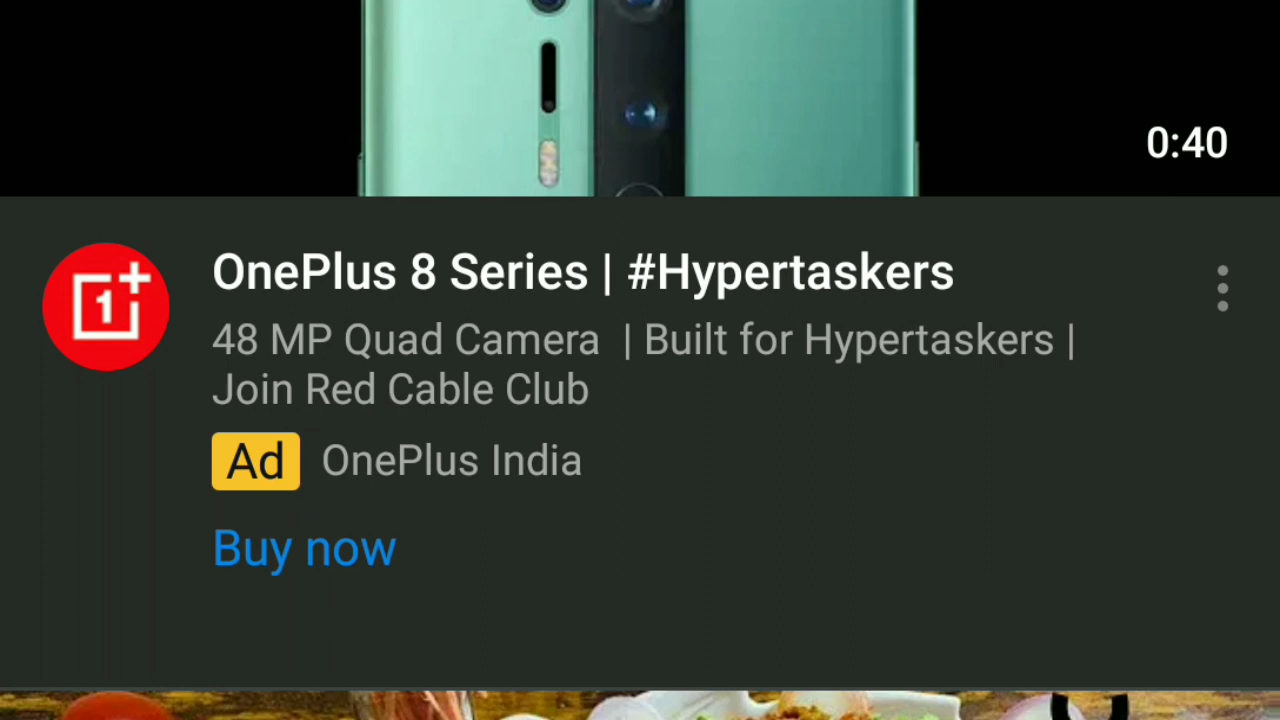 0:40
OnePlus 8 Series | #Hypertaskers
48 MP Quad Camera | Built for Hypertaskers |
Join Red Cable Club
Ad OnePlus India
Buy now